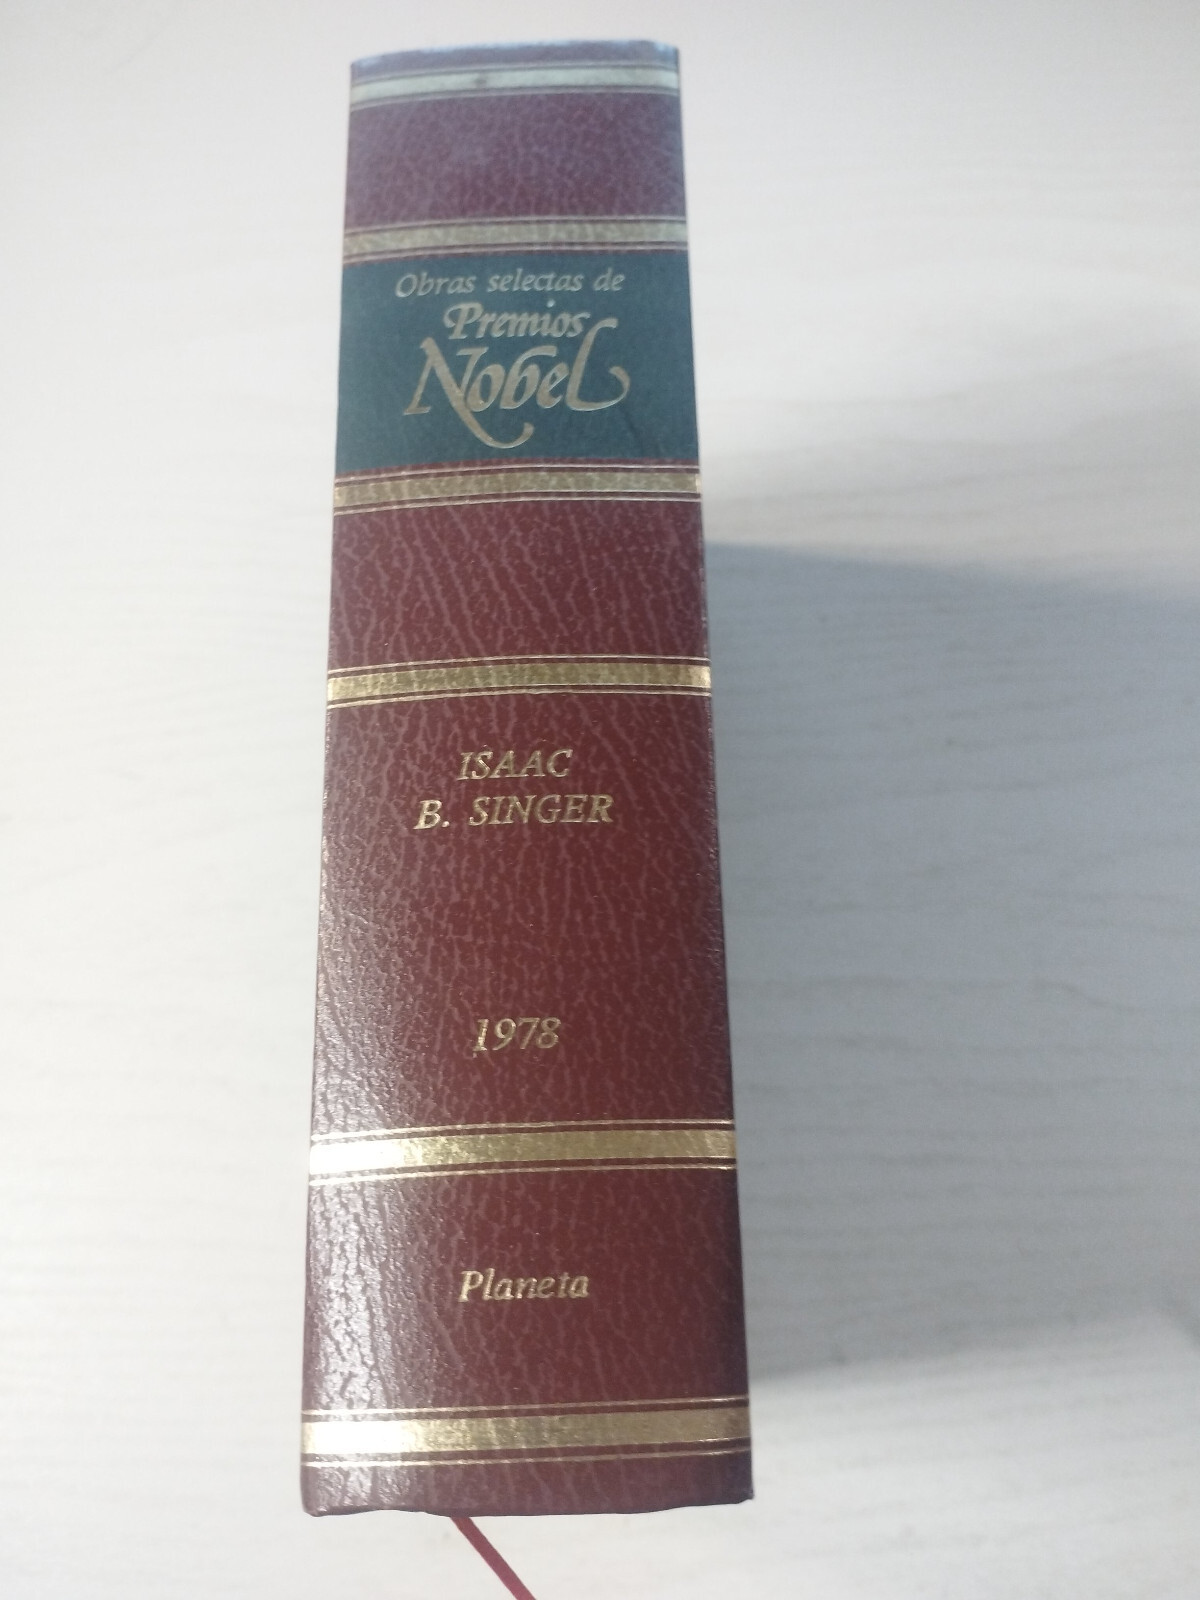 Obras selectas de
Premios
Nobel
ISAAC
B. SINGER
1978
Planeta